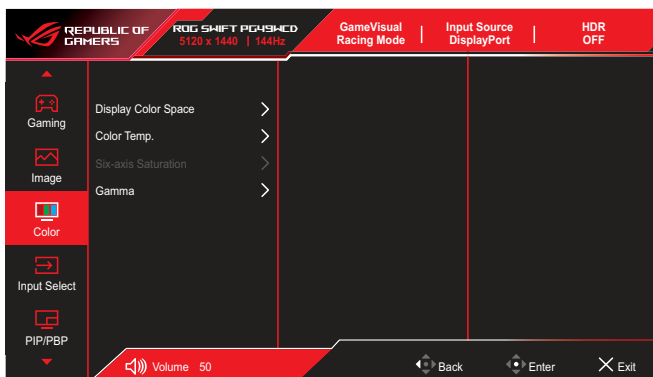 REPUBLIC OF
GAMERS
ROG SWIFT PG49WCD
5120 x 1440 | 144Hz
GameVisual
Racing Mode
Input Source
DisplayPort
HDR
OFF
Gaming
Image
Color
Input Select
PIP/PBP
Display Color Space
Color Temp.
Six-axis Saturation
Gamma
Volume 50
Back
Enter
Exit